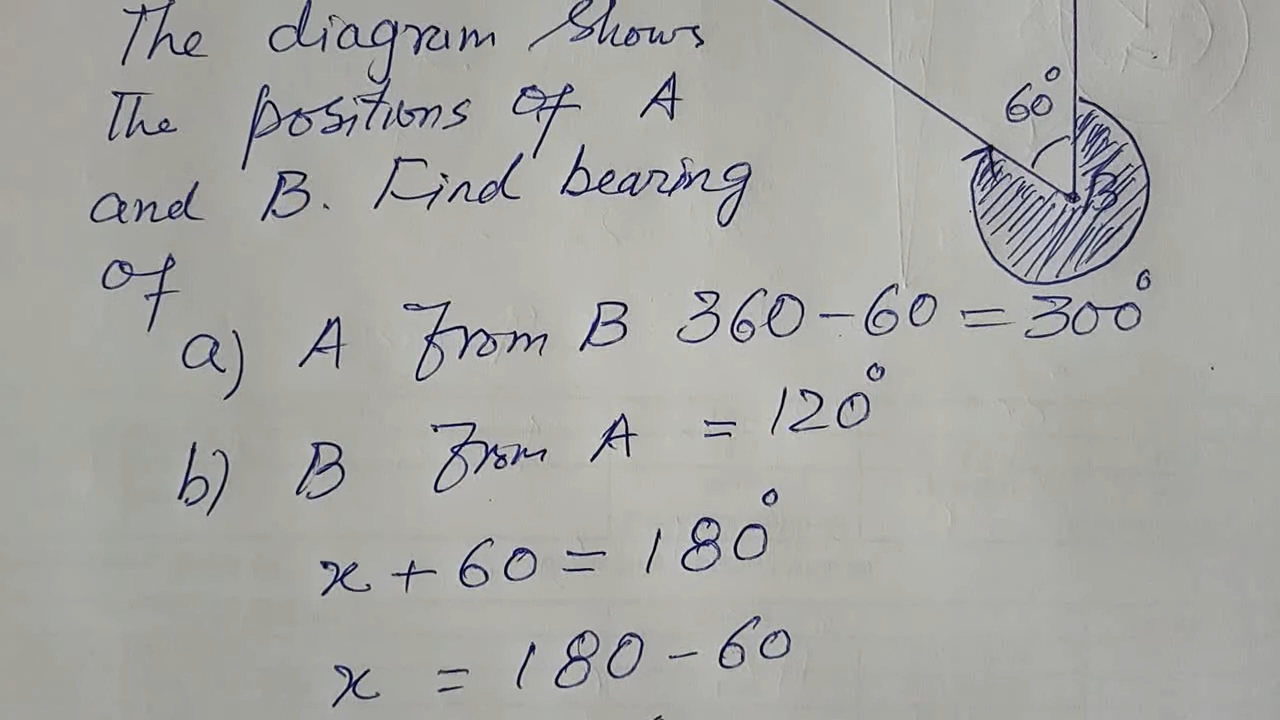 The diagram shows
The positions of A
and B. Find bearing
of
60°
B
a) A from B 360-60 = 300°
b) B from A = 120°
x + 60 = 180°
x = 180 - 60